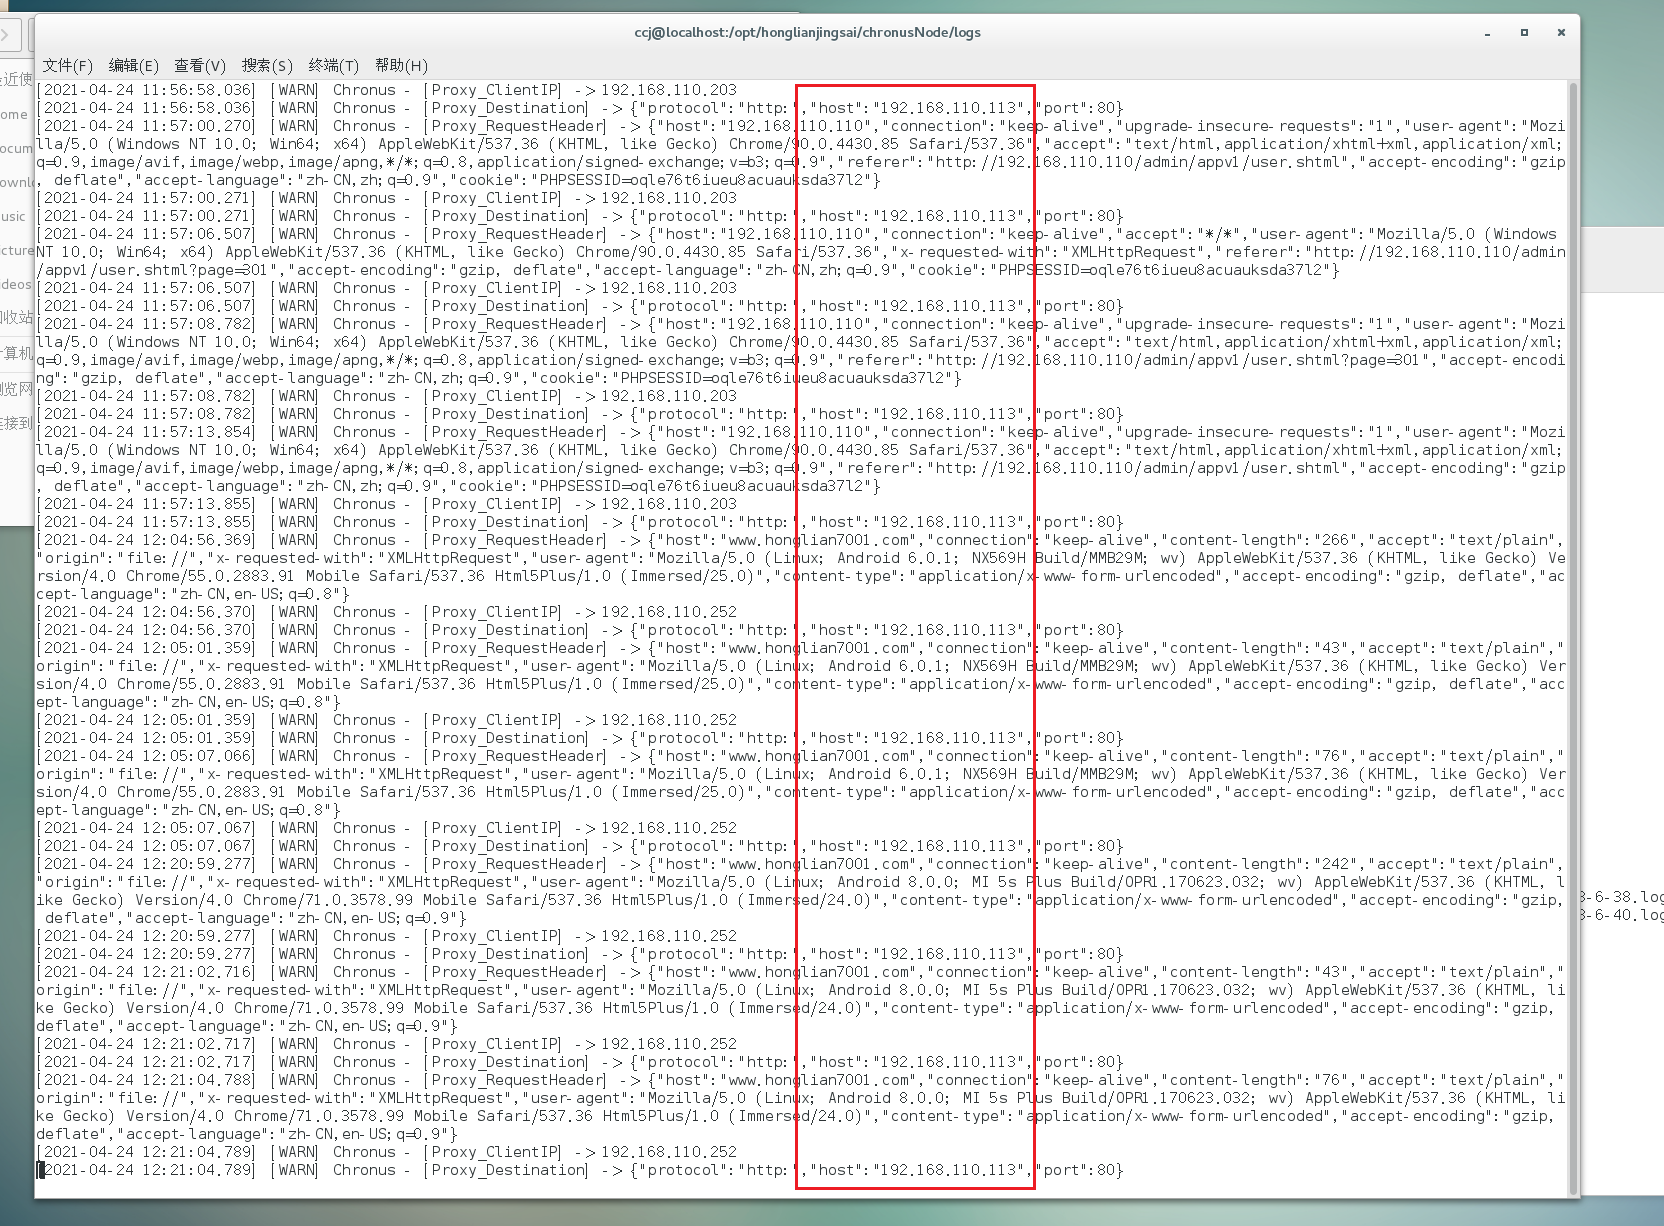 ccj@localhost:/opt/honglianjingsai/chronusNode/logs
文件(F) 编辑(E) 查看(V) 搜索(S) 终端(T) 帮助(H)
[2021-04-24 11:56:58.036] [WARN] Chronus - [Proxy_ClientIP] -> 192.168.110.203
[2021-04-24 11:56:58.036] [WARN] Chronus - [Proxy_Destination] -> {"protocol":"http:","host":"192.168.110.113","port":80}
[2021-04-24 11:57:00.270] [WARN] Chronus - [Proxy_RequestHeader] -> {"host":"192.168.110.110","connection":"keep-alive","upgrade-insecure-requests":"1","user-agent":"Mozi
lla/5.0 (Windows NT 10.0; Win64; x64) AppleWebKit/537.36 (KHTML, like Gecko) Chrome/90.0.4430.85 Safari/537.36","accept":"text/html,application/xhtml+xml,application/xml;
q=0.9,image/avif,image/webp,image/apng,*/*;q=0.8,application/signed-exchange;v=b3;q=0.9","referer":"http://192.168.110.110/admin/appv1/user.shtml","accept-encoding":"gzip
, deflate","accept-language":"zh-CN,zh;q=0.9","cookie":"PHPSESSID=oqle76t6iueu8acuauksda37l2"}
[2021-04-24 11:57:00.271] [WARN] Chronus - [Proxy_ClientIP] -> 192.168.110.203
[2021-04-24 11:57:00.271] [WARN] Chronus - [Proxy_Destination] -> {"protocol":"http:","host":"192.168.110.113","port":80}
[2021-04-24 11:57:06.507] [WARN] Chronus - [Proxy_RequestHeader] -> {"host":"192.168.110.110","connection":"keep-alive","accept":"*/*","user-agent":"Mozilla/5.0 (Windows
NT 10.0; Win64; x64) AppleWebKit/537.36 (KHTML, like Gecko) Chrome/90.0.4430.85 Safari/537.36","x-requested-with":"XMLHttpRequest","referer":"http://192.168.110.110/admin
/appv1/user.shtml?page=301","accept-encoding":"gzip, deflate","accept-language":"zh-CN,zh;q=0.9","cookie":"PHPSESSID=oqle76t6iueu8acuauksda37l2"}
[2021-04-24 11:57:06.507] [WARN] Chronus - [Proxy_ClientIP] -> 192.168.110.203
[2021-04-24 11:57:06.507] [WARN] Chronus - [Proxy_Destination] -> {"protocol":"http:","host":"192.168.110.113","port":80}
[2021-04-24 11:57:08.782] [WARN] Chronus - [Proxy_RequestHeader] -> {"host":"192.168.110.110","connection":"keep-alive","upgrade-insecure-requests":"1","user-agent":"Mozi
lla/5.0 (Windows NT 10.0; Win64; x64) AppleWebKit/537.36 (KHTML, like Gecko) Chrome/90.0.4430.85 Safari/537.36","accept":"text/html,application/xhtml+xml,application/xml;
q=0.9,image/avif,image/webp,image/apng,*/*;q=0.8,application/signed-exchange;v=b3;q=0.9","referer":"http://192.168.110.110/admin/appv1/user.shtml?page=301","accept-encodi
ng":"gzip, deflate","accept-language":"zh-CN,zh;q=0.9","cookie":"PHPSESSID=oqle76t6iueu8acuauksda37l2"}
[2021-04-24 11:57:08.782] [WARN] Chronus - [Proxy_ClientIP] -> 192.168.110.203
[2021-04-24 11:57:08.782] [WARN] Chronus - [Proxy_Destination] -> {"protocol":"http:","host":"192.168.110.113","port":80}
[2021-04-24 11:57:13.854] [WARN] Chronus - [Proxy_RequestHeader] -> {"host":"192.168.110.110","connection":"keep-alive","upgrade-insecure-requests":"1","user-agent":"Mozi
lla/5.0 (Windows NT 10.0; Win64; x64) AppleWebKit/537.36 (KHTML, like Gecko) Chrome/90.0.4430.85 Safari/537.36","accept":"text/html,application/xhtml+xml,application/xml;
q=0.9,image/avif,image/webp,image/apng,*/*;q=0.8,application/signed-exchange;v=b3;q=0.9","referer":"http://192.168.110.110/admin/appv1/user.shtml","accept-encoding":"gzip
, deflate","accept-language":"zh-CN,zh;q=0.9","cookie":"PHPSESSID=oqle76t6iueu8acuauksda37l2"}
[2021-04-24 11:57:13.855] [WARN] Chronus - [Proxy_ClientIP] -> 192.168.110.203
[2021-04-24 11:57:13.855] [WARN] Chronus - [Proxy_Destination] -> {"protocol":"http:","host":"192.168.110.113","port":80}
[2021-04-24 12:04:56.369] [WARN] Chronus - [Proxy_RequestHeader] -> {"host":"www.honglian7001.com","connection":"keep-alive","content-length":"266","accept":"text/plain",
"origin":"file://","x-requested-with":"XMLHttpRequest","user-agent":"Mozilla/5.0 (Linux; Android 6.0.1; NX569H Build/MMB29M; wv) AppleWebKit/537.36 (KHTML, like Gecko) Ve
rsion/4.0 Chrome/55.0.2883.91 Mobile Safari/537.36 Html5Plus/1.0 (Immersed/25.0)","content-type":"application/x-www-form-urlencoded","accept-encoding":"gzip, deflate","ac
cept-language":"zh-CN,en-US;q=0.8"}
[2021-04-24 12:04:56.370] [WARN] Chronus - [Proxy_ClientIP] -> 192.168.110.252
[2021-04-24 12:04:56.370] [WARN] Chronus - [Proxy_Destination] -> {"protocol":"http:","host":"192.168.110.113","port":80}
[2021-04-24 12:05:01.359] [WARN] Chronus - [Proxy_RequestHeader] -> {"host":"www.honglian7001.com","connection":"keep-alive","content-length":"43","accept":"text/plain","
origin":"file://","x-requested-with":"XMLHttpRequest","user-agent":"Mozilla/5.0 (Linux; Android 6.0.1; NX569H Build/MMB29M; wv) AppleWebKit/537.36 (KHTML, like Gecko) Ver
sion/4.0 Chrome/55.0.2883.91 Mobile Safari/537.36 Html5Plus/1.0 (Immersed/25.0)","content-type":"application/x-www-form-urlencoded","accept-encoding":"gzip, deflate","acc
ept-language":"zh-CN,en-US;q=0.8"}
[2021-04-24 12:05:01.359] [WARN] Chronus - [Proxy_ClientIP] -> 192.168.110.252
[2021-04-24 12:05:01.359] [WARN] Chronus - [Proxy_Destination] -> {"protocol":"http:","host":"192.168.110.113","port":80}
[2021-04-24 12:05:07.066] [WARN] Chronus - [Proxy_RequestHeader] -> {"host":"www.honglian7001.com","connection":"keep-alive","content-length":"76","accept":"text/plain","
origin":"file://","x-requested-with":"XMLHttpRequest","user-agent":"Mozilla/5.0 (Linux; Android 6.0.1; NX569H Build/MMB29M; wv) AppleWebKit/537.36 (KHTML, like Gecko) Ver
sion/4.0 Chrome/55.0.2883.91 Mobile Safari/537.36 Html5Plus/1.0 (Immersed/25.0)","content-type":"application/x-www-form-urlencoded","accept-encoding":"gzip, deflate","acc
ept-language":"zh-CN,en-US;q=0.8"}
[2021-04-24 12:05:07.067] [WARN] Chronus - [Proxy_ClientIP] -> 192.168.110.252
[2021-04-24 12:05:07.067] [WARN] Chronus - [Proxy_Destination] -> {"protocol":"http:","host":"192.168.110.113","port":80}
[2021-04-24 12:20:59.277] [WARN] Chronus - [Proxy_RequestHeader] -> {"host":"www.honglian7001.com","connection":"keep-alive","content-length":"242","accept":"text/plain",
"origin":"file://","x-requested-with":"XMLHttpRequest","user-agent":"Mozilla/5.0 (Linux; Android 8.0.0; MI 5s Plus Build/OPR1.170623.032; wv) AppleWebKit/537.36 (KHTML, l
ike Gecko) Version/4.0 Chrome/71.0.3578.99 Mobile Safari/537.36 Html5Plus/1.0 (Immersed/24.0)","content-type":"application/x-www-form-urlencoded","accept-encoding":"gzip,
deflate","accept-language":"zh-CN,en-US;q=0.9"}
[2021-04-24 12:20:59.277] [WARN] Chronus - [Proxy_ClientIP] -> 192.168.110.252
[2021-04-24 12:20:59.277] [WARN] Chronus - [Proxy_Destination] -> {"protocol":"http:","host":"192.168.110.113","port":80}
[2021-04-24 12:21:02.716] [WARN] Chronus - [Proxy_RequestHeader] -> {"host":"www.honglian7001.com","connection":"keep-alive","content-length":"43","accept":"text/plain","
origin":"file://","x-requested-with":"XMLHttpRequest","user-agent":"Mozilla/5.0 (Linux; Android 8.0.0; MI 5s Plus Build/OPR1.170623.032; wv) AppleWebKit/537.36 (KHTML, li
ke Gecko) Version/4.0 Chrome/71.0.3578.99 Mobile Safari/537.36 Html5Plus/1.0 (Immersed/24.0)","content-type":"application/x-www-form-urlencoded","accept-encoding":"gzip,
deflate","accept-language":"zh-CN,en-US;q=0.9"}
[2021-04-24 12:21:02.717] [WARN] Chronus - [Proxy_ClientIP] -> 192.168.110.252
[2021-04-24 12:21:02.717] [WARN] Chronus - [Proxy_Destination] -> {"protocol":"http:","host":"192.168.110.113","port":80}
[2021-04-24 12:21:04.788] [WARN] Chronus - [Proxy_RequestHeader] -> {"host":"www.honglian7001.com","connection":"keep-alive","content-length":"76","accept":"text/plain","
origin":"file://","x-requested-with":"XMLHttpRequest","user-agent":"Mozilla/5.0 (Linux; Android 8.0.0; MI 5s Plus Build/OPR1.170623.032; wv) AppleWebKit/537.36 (KHTML, li
ke Gecko) Version/4.0 Chrome/71.0.3578.99 Mobile Safari/537.36 Html5Plus/1.0 (Immersed/24.0)","content-type":"application/x-www-form-urlencoded","accept-encoding":"gzip,
deflate","accept-language":"zh-CN,en-US;q=0.9"}
[2021-04-24 12:21:04.789] [WARN] Chronus - [Proxy_ClientIP] -> 192.168.110.252
[2021-04-24 12:21:04.789] [WARN] Chronus - [Proxy_Destination] -> {"protocol":"http:","host":"192.168.110.113","port":80}
近使
ome
ocum
ownl
usic
icture
ideos
回收站
计算机
浏览网
连接到
3-6-38.log
3-6-40.log